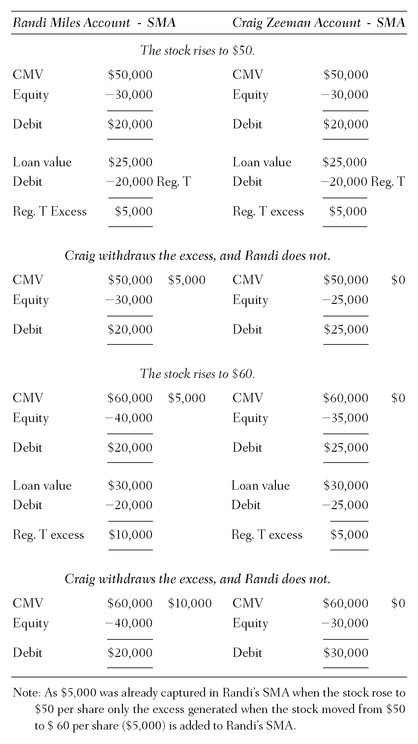 Randi Miles Account - SMA Craig Zeeman Account - SMA
The stock rises to $50.
CMV $50,000 CMV $50,000
Equity −30,000 Equity −30,000
Debit $20,000 Debit $20,000
Loan value $25,000 Loan value $25,000
Debit −20,000 Reg. T Debit −20,000 Reg. T
Reg. T Excess $5,000 Reg. T excess $5,000
Craig withdraws the excess, and Randi does not.
CMV $50,000 $5,000 CMV $50,000 $0
Equity −30,000 Equity −25,000
Debit $20,000 Debit $25,000
The stock rises to $60.
CMV $60,000 $5,000 CMV $60,000 $0
Equity −40,000 Equity −35,000
Debit $20,000 Debit $25,000
Loan value $30,000 Loan value $30,000
Debit −20,000 Debit −25,000
Reg. T excess $10,000 Reg. T excess $5,000
Craig withdraws the excess, and Randi does not.
CMV $60,000 $10,000 CMV $60,000 $0
Equity −40,000 Equity −30,000
Debit $20,000 Debit $30,000
Note: As $5,000 was already captured in Randi's SMA when the stock rose to
$50 per share only the excess generated when the stock moved from $50
to $ 60 per share ($5,000) is added to Randi's SMA.